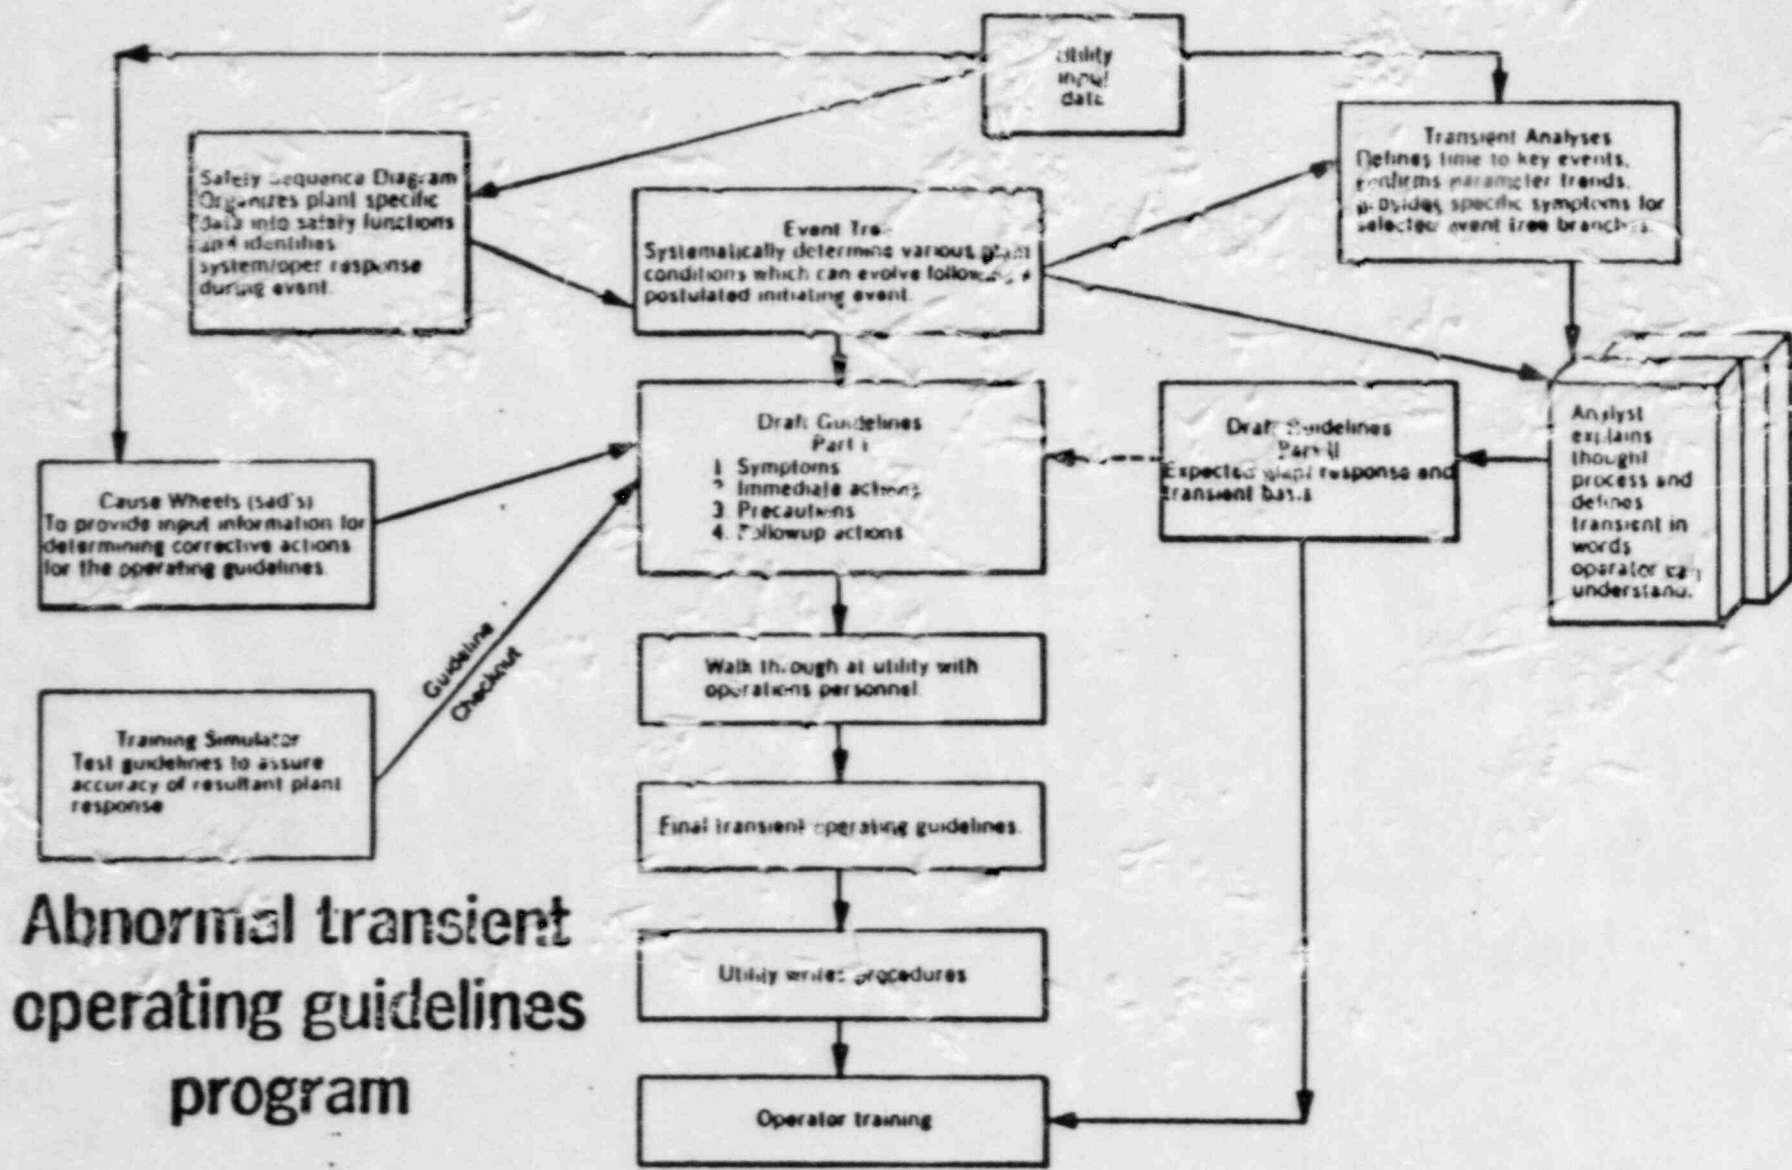 Utility
input
data
Transient Analyses
Defines time to key events,
confirms parameter trends,
provides specific symptoms for
selected event tree branches.
Safety Sequence Diagram
Organizes plant specific
data into safety functions
and identifies
system/oper response
during event.
Event Tree
Systematically determine various plant
conditions which can evolve following a
postulated initiating event.
Draft Guidelines
Part I
1 Symptoms
2 Immediate actions
3 Precautions
4. Followup actions
Draft Guidelines
Part II
Expected plant response and
transient basis
Analyst
explains
thought
process and
defines
transient in
words
operator can
understand.
Cause Wheels (sad's)
To provide input information for
determining corrective actions
for the operating guidelines.
Guideline
Checkout
Walk through at utility with
operations personnel.
Training Simulator
Test guidelines to assure
accuracy of resultant plant
response
Final transient operating guidelines.
Utility writes procedures
Operator training
Abnormal transient
operating guidelines
program